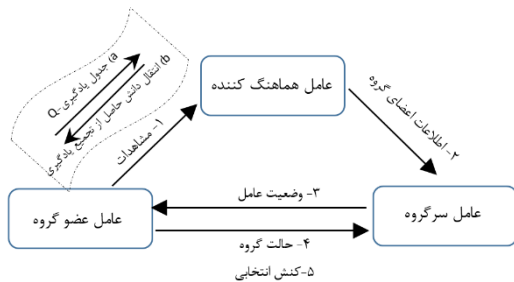 a) جدول یادگیری-Q
b) انتقال دانش حاصل از تجمیع یادگیری
عامل هماهنگ کننده
۱- مشاهدات
۲- اطلاعات اعضای گروه
۳- وضعیت عامل
عامل عضو گروه
عامل سرگروه
۴- حالت گروه
۵-کنش انتخابی